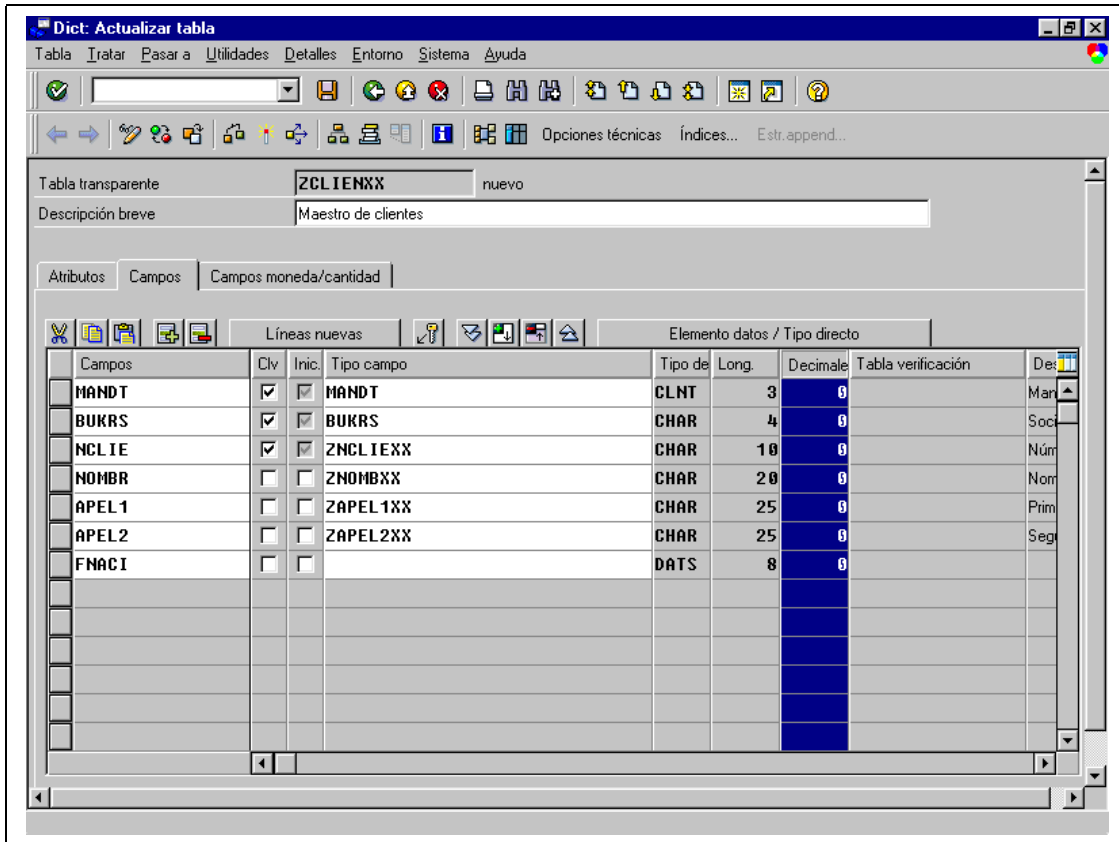 Dict: Actualizar tabla
Tabla Tratar Pasar a Utilidades Detalles Entorno Sistema Ayuda
Opciones técnicas Índices... Estr.append...
Tabla transparente ZCLIENXX nuevo
Descripción breve Maestro de clientes
Atributos Campos Campos moneda/cantidad
Líneas nuevas Elemento datos / Tipo directo
Campos Clv Inic. Tipo campo Tipo de Long. Decimale Tabla verificación Des
MANDT MANDT CLNT 3 0 Man
BUKRS BUKRS CHAR 4 0 Soci
NCLIE ZNCLIEXX CHAR 10 0 Núm
NOMBR ZNOMBXX CHAR 20 0 Nom
APEL1 ZAPEL1XX CHAR 25 0 Prim
APEL2 ZAPEL2XX CHAR 25 0 Segu
FNACI DATS 8 0